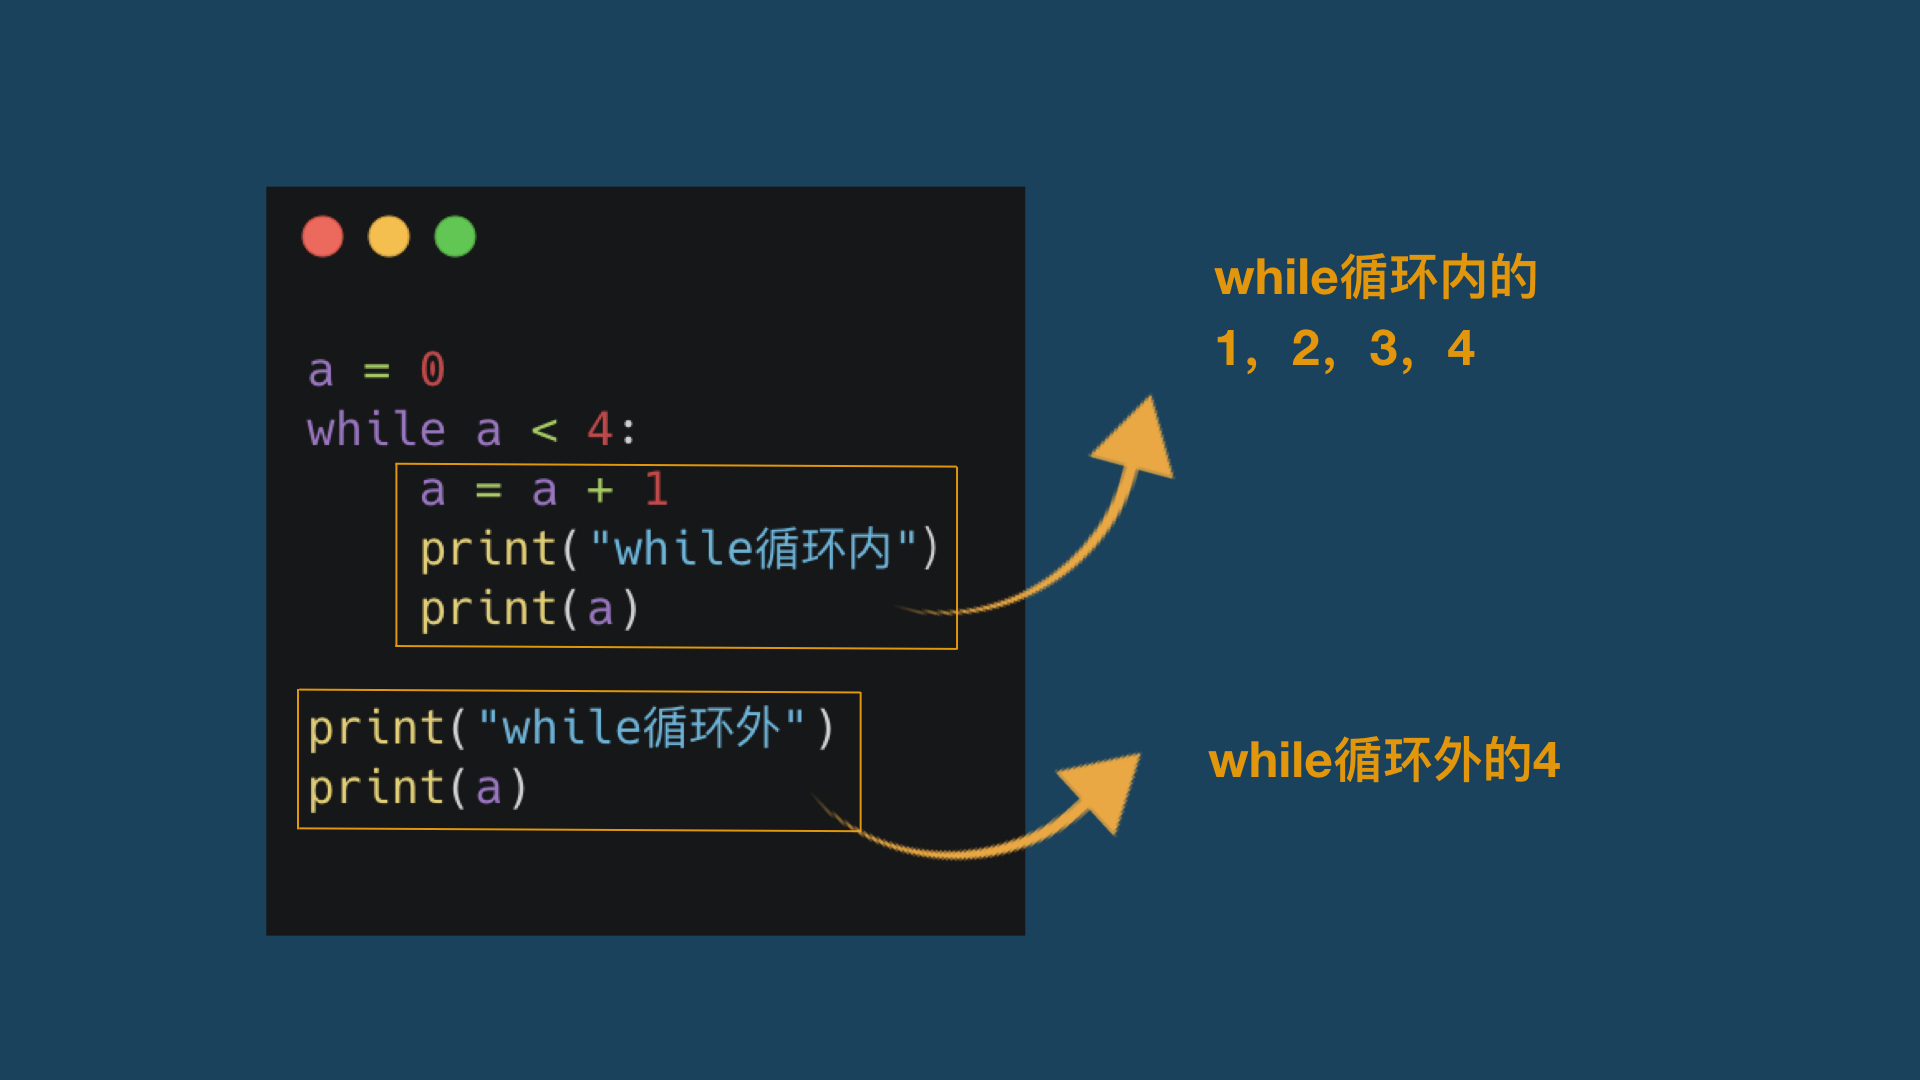 a = 0
while a < 4:
    a = a + 1
    print("while循环内")
    print(a)
print("while循环外")
print(a)
while循环内的
1，2，3，4
while循环外的4